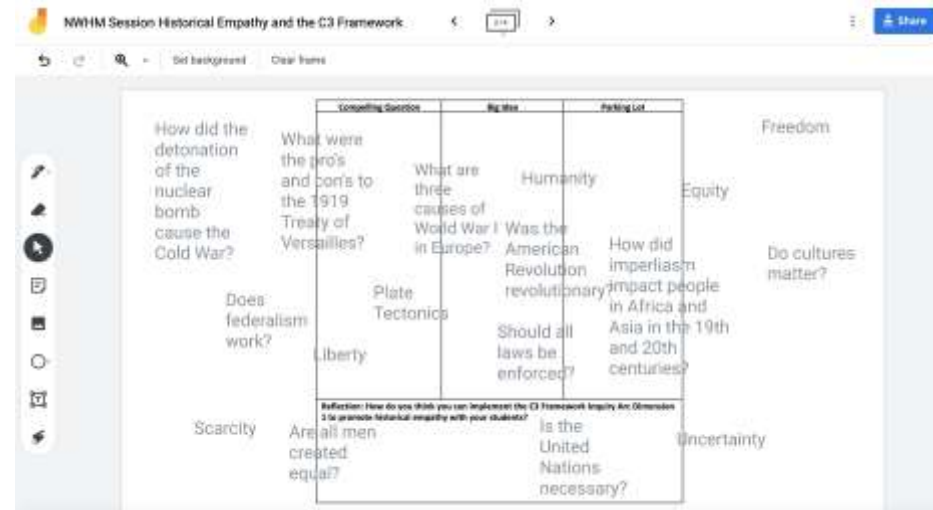 NWHM Session Historical Empathy and the C3 Framework
Share
Set background
Clear frame
Compelling Question
Big Idea
Parking Lot
How did the
detonation
of the
nuclear
bomb
cause the
Cold War?
What were
the pro's
and con's to
the 1919
Treaty of
Versailles?
What are
three
causes of
World War I
in Europe?
Humanity
Freedom
Equity
Was the
American
Revolution
revolutionary?
How did
imperliasm
impact people
in Africa and
Asia in the 19th
and 20th
centuries?
Do cultures
matter?
Does
federalism
work?
Plate
Tectonics
Liberty
Should all
laws be
enforced?
Reflection: How do you think you can implement the C3 Framework Inquiry Arc Dimension
1 to promote historical empathy with your students?
Scarcity
Are all men
created
equal?
Is the
United
Nations
necessary?
Uncertainty